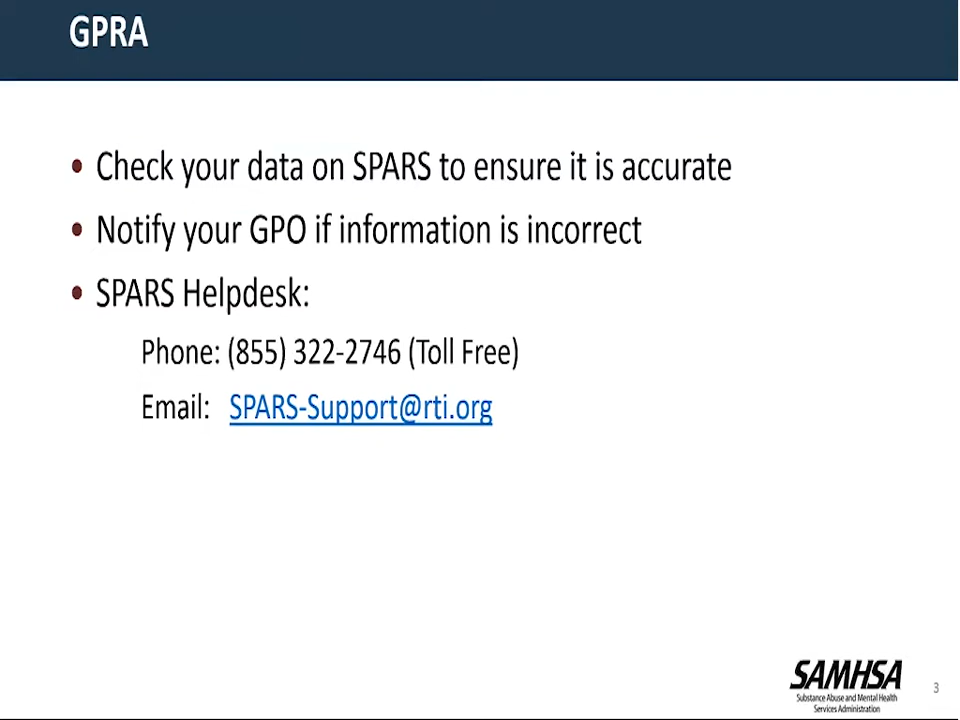 GPRA
• Check your data on SPARS to ensure it is accurate
• Notify your GPO if information is incorrect
• SPARS Helpdesk:
Phone: (855) 322-2746 (Toll Free)
Email: SPARS-Support@rti.org
SAMHSA
Substance Abuse and Mental Health
Services Administration
3